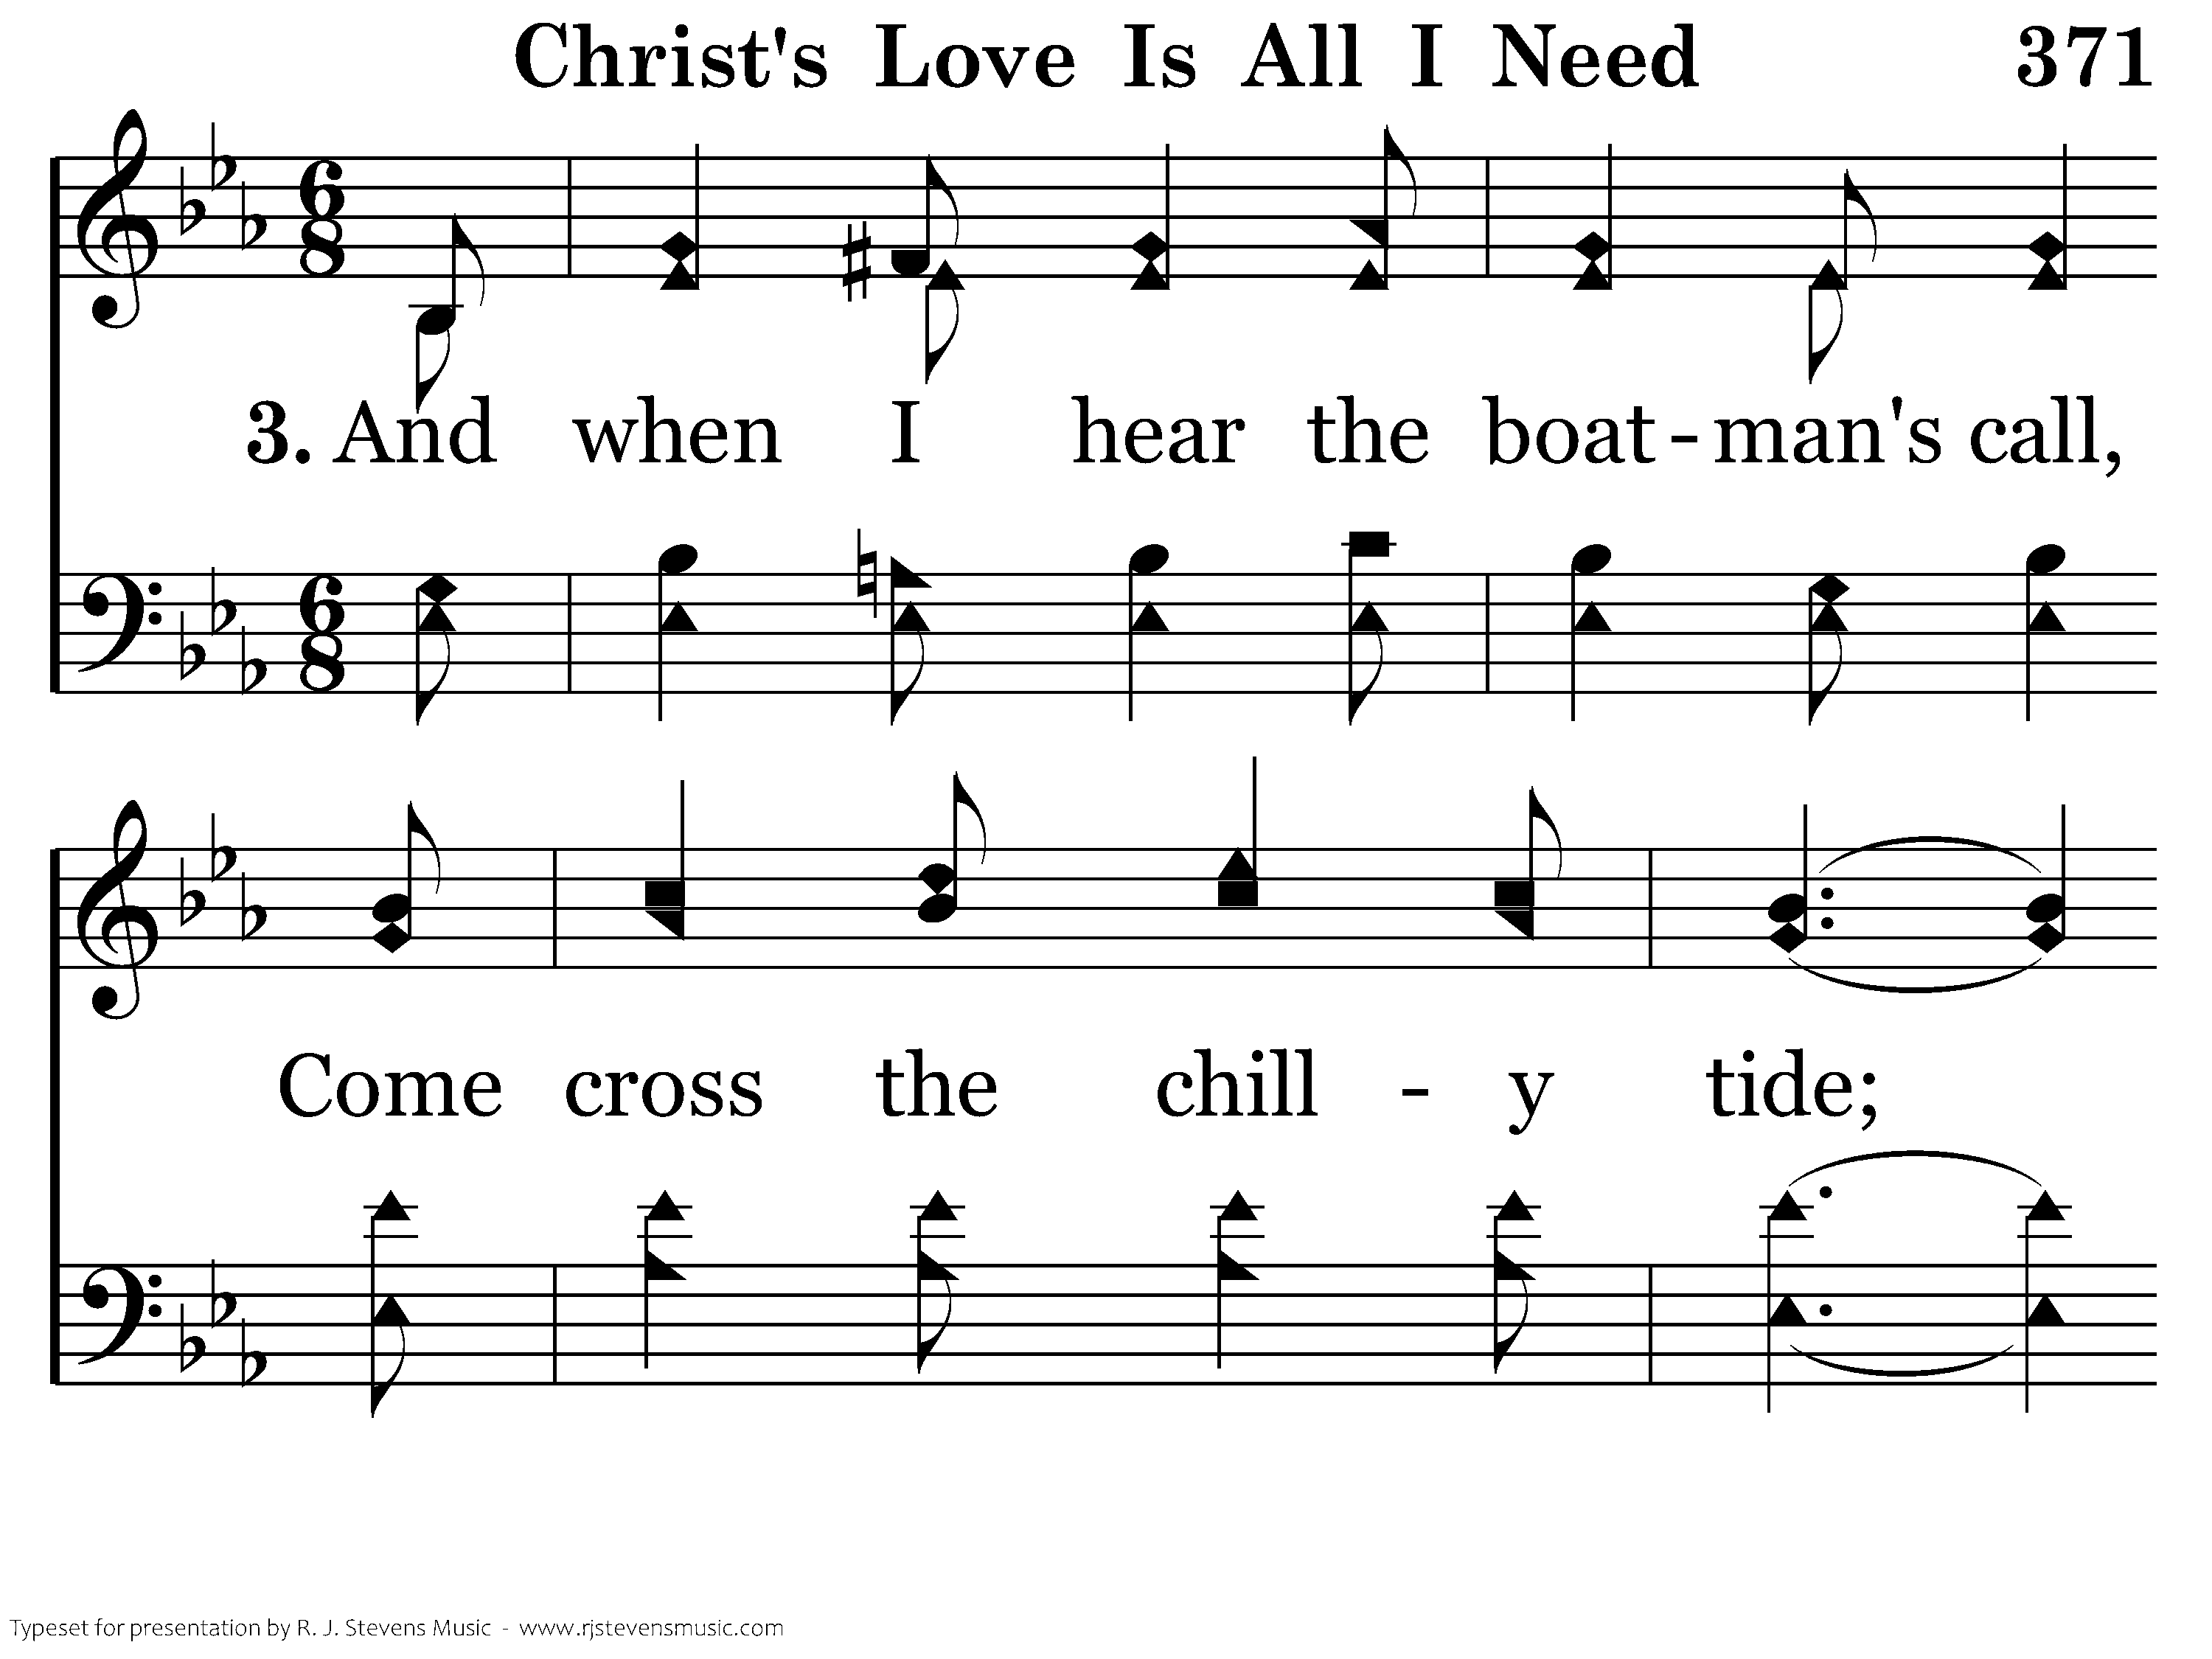 Christ's Love Is All I Need 371
3. And when I hear the boat - man's call,
Come cross the chill - y tide;
Typeset for presentation by R. J. Stevens Music - www.rjstevensmusic.com